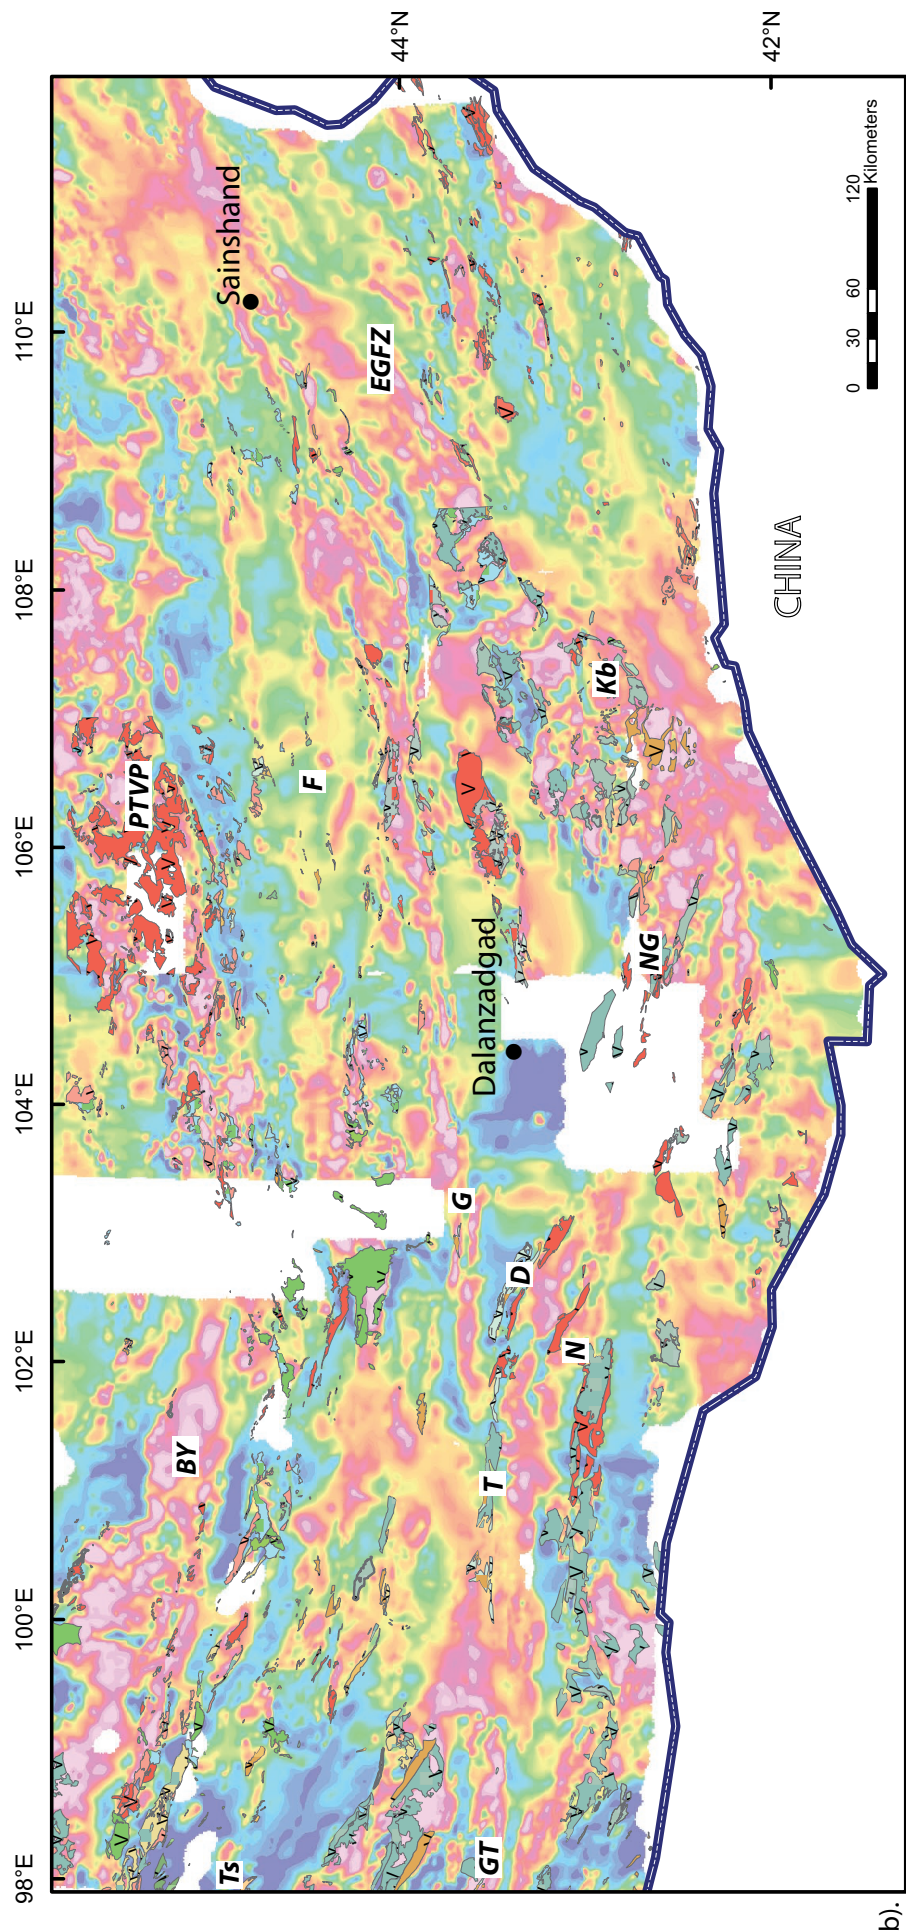 98°E
100°E
102°E
104°E
106°E
108°E
110°E
44°N
42°N
Sainshand
EGFZ
PTVP
F
Kb
Dalanzadgad
NG
G
D
N
BY
T
Ts
GT
CHINA
0 30 60 120
Kilometers
b).